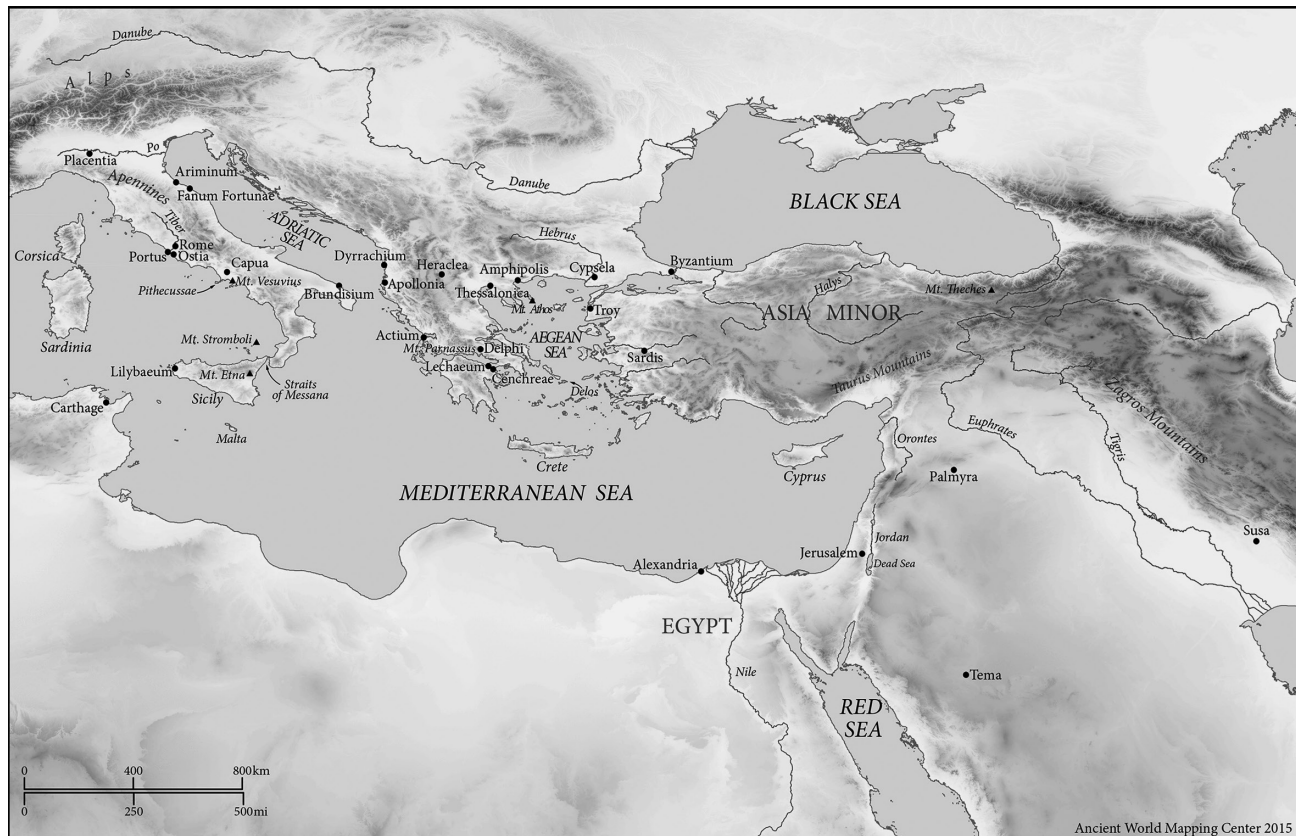 Danube
Alps
Po
Placentia
Ariminum
Apennines
Fanum Fortunae
Danube
BLACK SEA
Tiber
ADRIATIC
SEA
Hebrus
Rome
Portus
Ostia
Corsica
Dyrrachium
Byzantium
Capua
Heraclea
Amphipolis
Cypsela
Halys
Mt. Vesuvius
Pithecussae
Apollonia
Thessalonica
Mt. Theches
Brundisium
Mt. Athos
Troy
ASIA MINOR
Actium
AEGEAN
SEA
Mt. Stromboli
Sardinia
Mt. Parnassus
Delphi
Sardis
Taurus Mountains
Lilybaeum
Mt. Etna
Lechaeum
Cenchreae
Straits
of Messana
Sicily
Delos
Zagros Mountains
Carthage
Euphrates
Malta
Tigris
Orontes
Crete
Cyprus
Palmyra
MEDITERRANEAN SEA
Susa
Jordan
Jerusalem
Dead Sea
Alexandria
EGYPT
Nile
Tema
RED
SEA
0 400 800km
0 250 500mi
Ancient World Mapping Center 2015